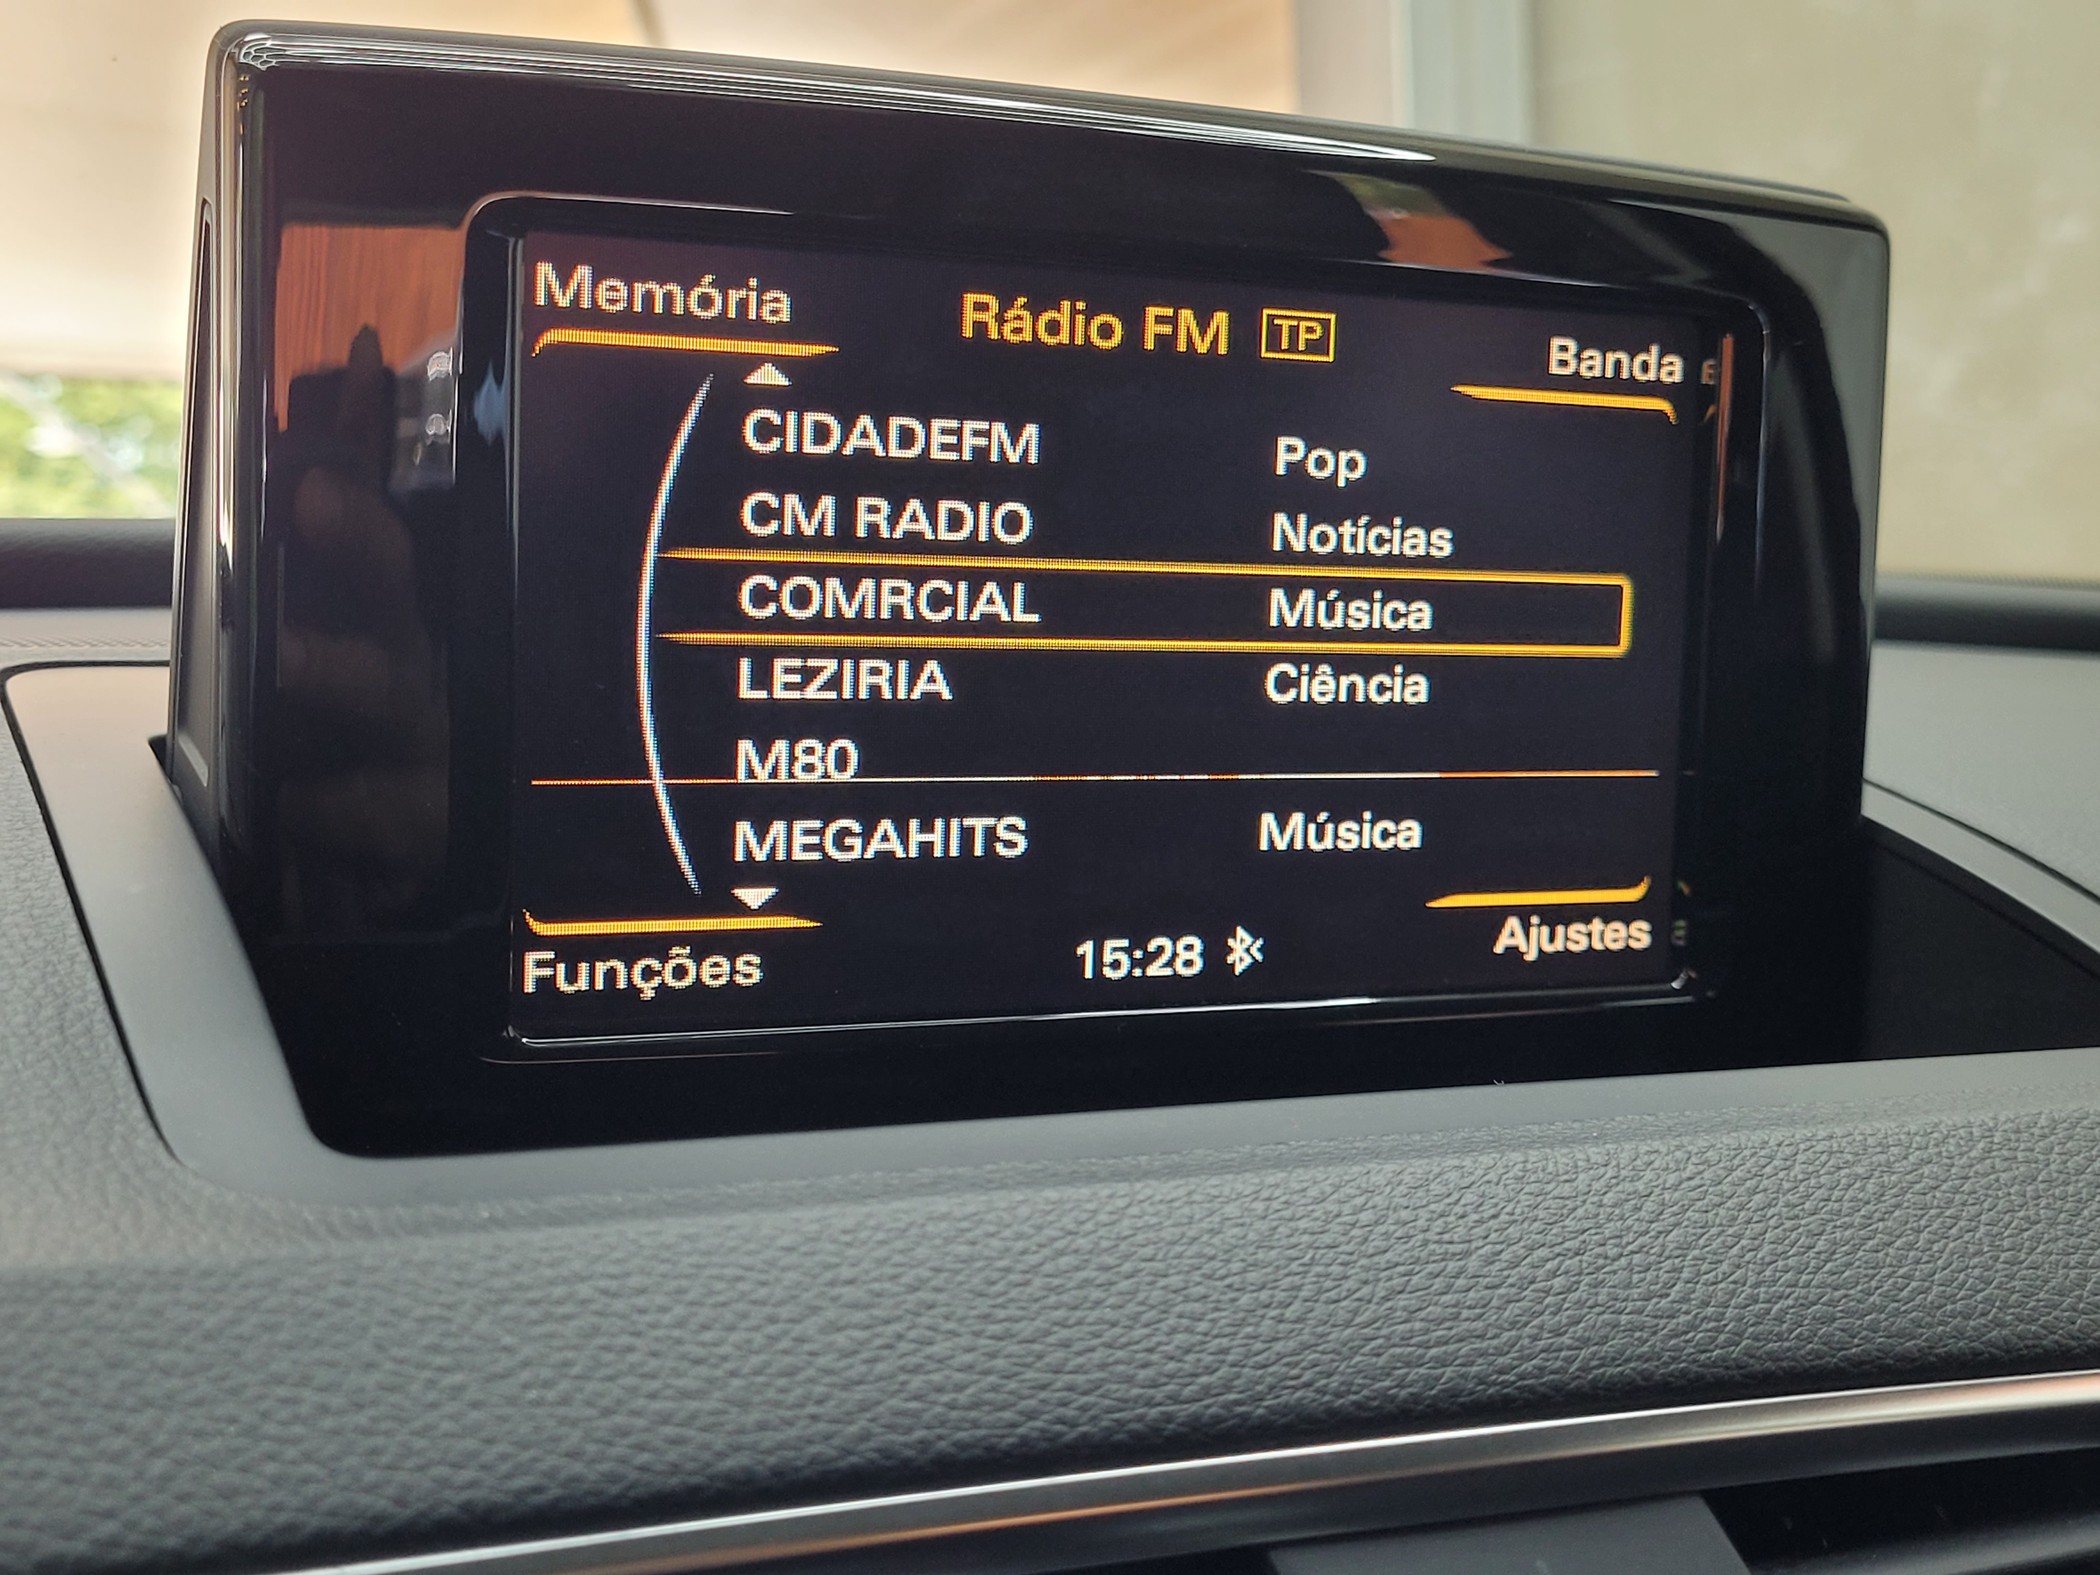 Memória
Rádio FM TP
Banda
CIDADEFM Pop
CM RADIO Notícias
COMRCIAL Música
LEZIRIA Ciência
M80
MEGAHITS Música
Funções
15:28
Ajustes